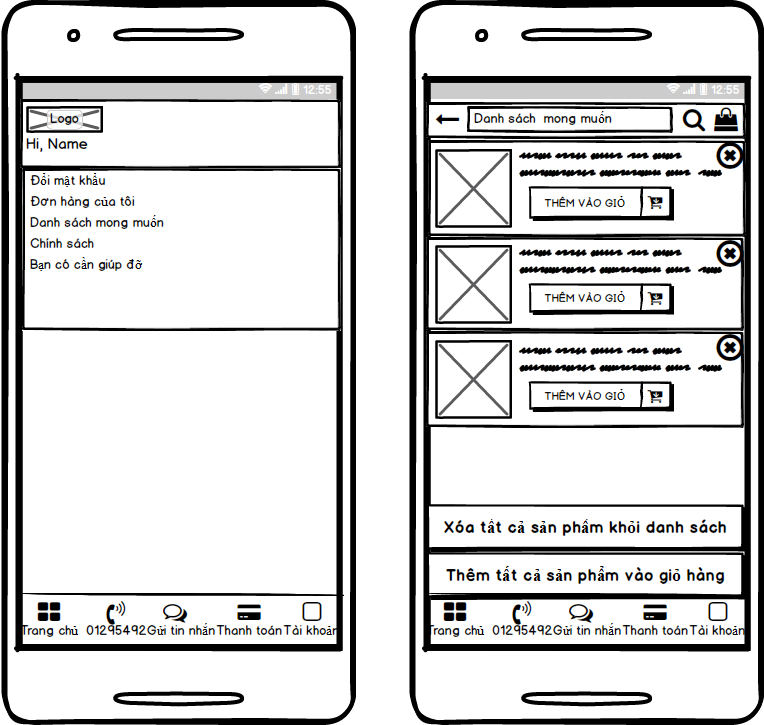 12:55
Logo
Hi, Name
Đổi mật khẩu
Đơn hàng của tôi
Danh sách mong muốn
Chính sách
Bạn có cần giúp đỡ
Trang chủ 01295492 Gửi tin nhắn Thanh toán Tài khoản
12:55
Danh sách mong muốn
THÊM VÀO GIỎ
THÊM VÀO GIỎ
THÊM VÀO GIỎ
Xóa tất cả sản phẩm khỏi danh sách
Thêm tất cả sản phẩm vào giỏ hàng
Trang chủ 01295492 Gửi tin nhắn Thanh toán Tài khoản